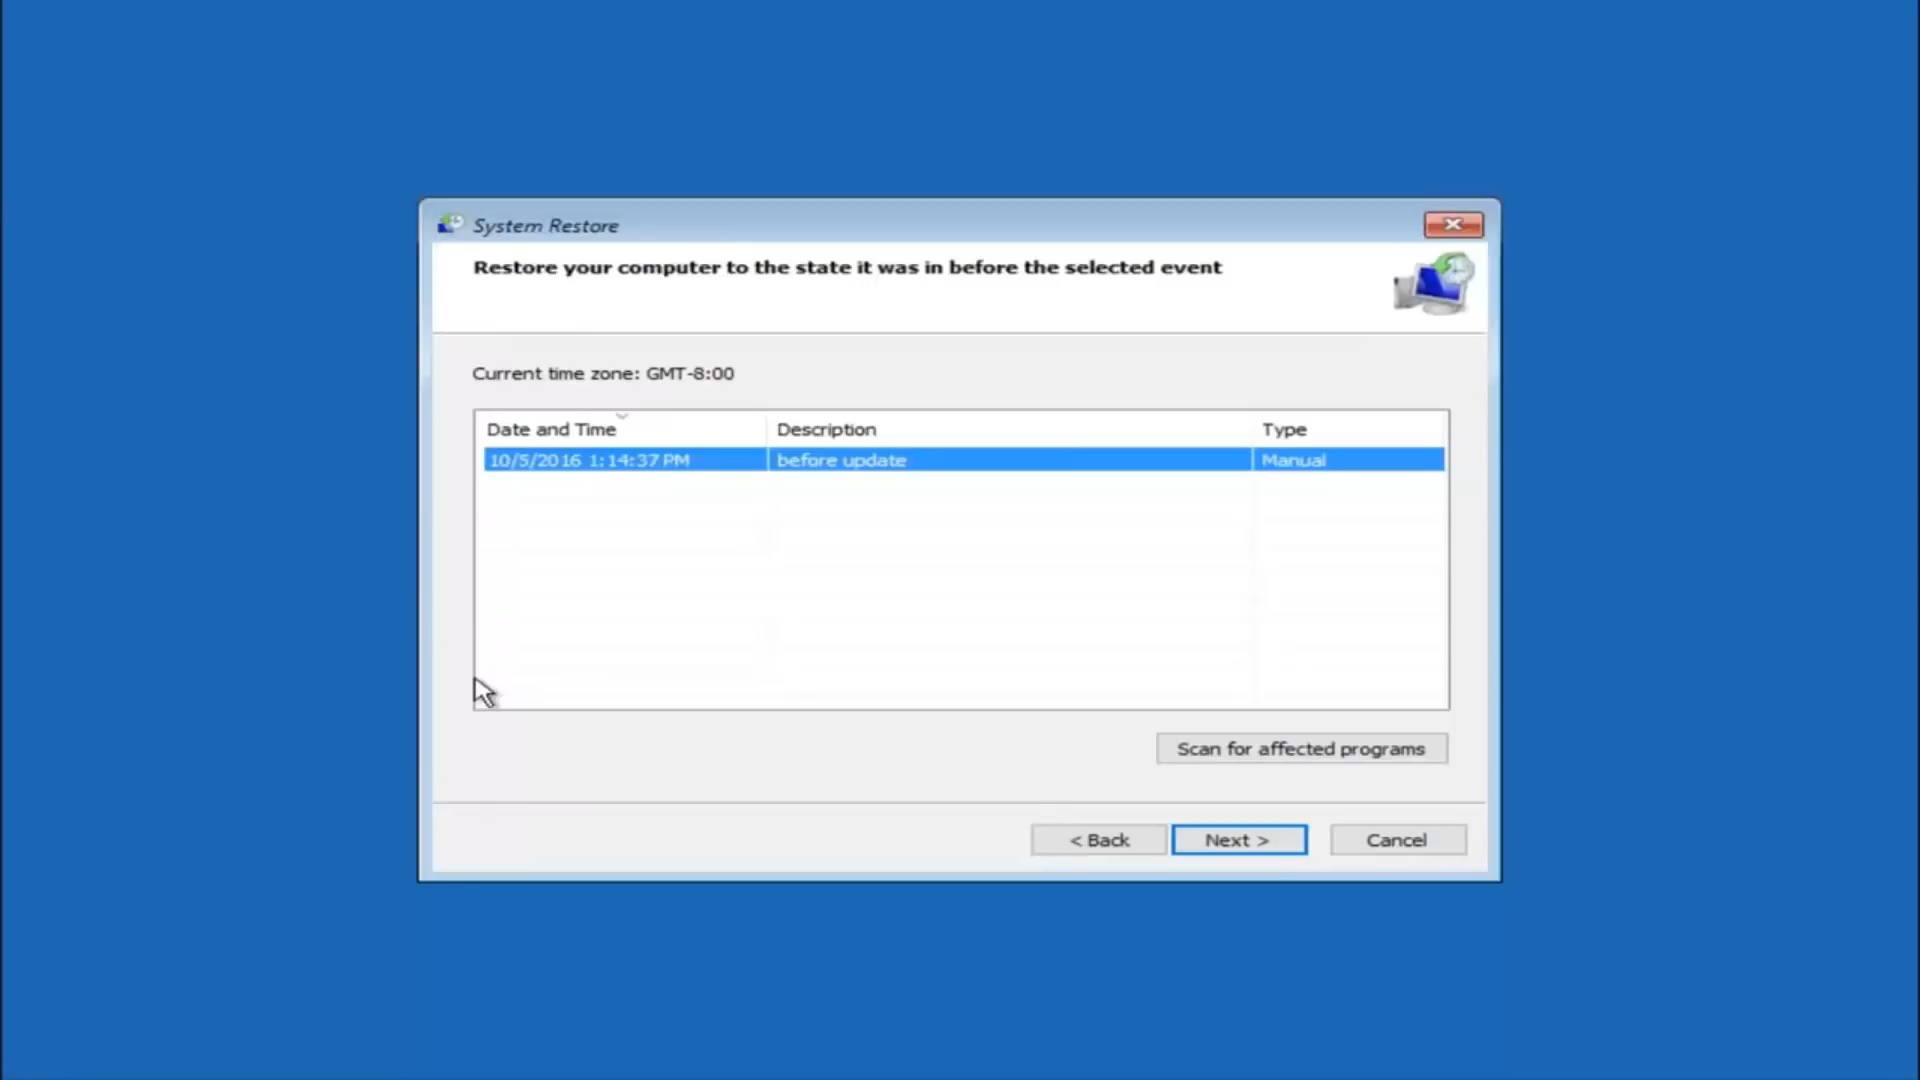 System Restore
Restore your computer to the state it was in before the selected event
Current time zone: GMT-8:00
Date and Time Description Type
10/5/2016 1:14:37 PM before update Manual
Scan for affected programs
< Back Next > Cancel